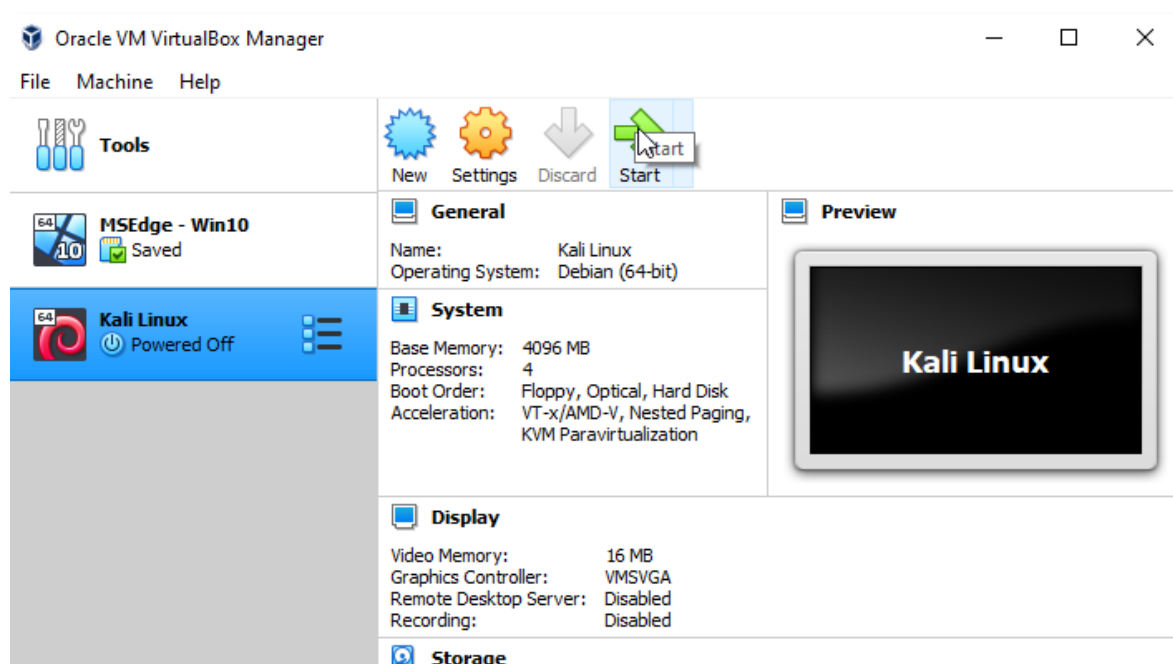 Oracle VM VirtualBox Manager
File Machine Help
Tools
New Settings Discard Start
Start
64 10 MSEdge - Win10
Saved
64 Kali Linux
Powered Off
General
Name: Kali Linux
Operating System: Debian (64-bit)
System
Base Memory: 4096 MB
Processors: 4
Boot Order: Floppy, Optical, Hard Disk
Acceleration: VT-x/AMD-V, Nested Paging,
KVM Paravirtualization
Preview
Kali Linux
Display
Video Memory: 16 MB
Graphics Controller: VMSVGA
Remote Desktop Server: Disabled
Recording: Disabled
Storage